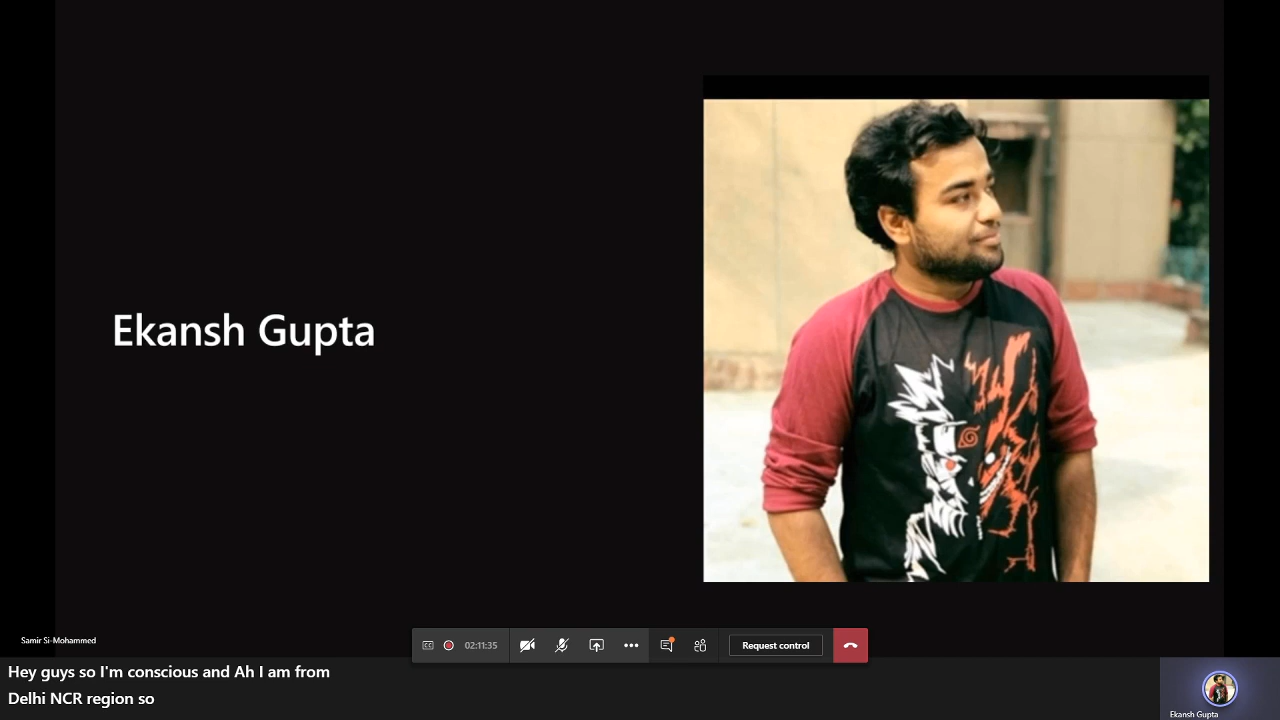 Ekansh Gupta
Samir Si-Mohammed
CC
02:11:35
Request control
Hey guys so I'm conscious and Ah I am from
Delhi NCR region so
Ekansh Gupta